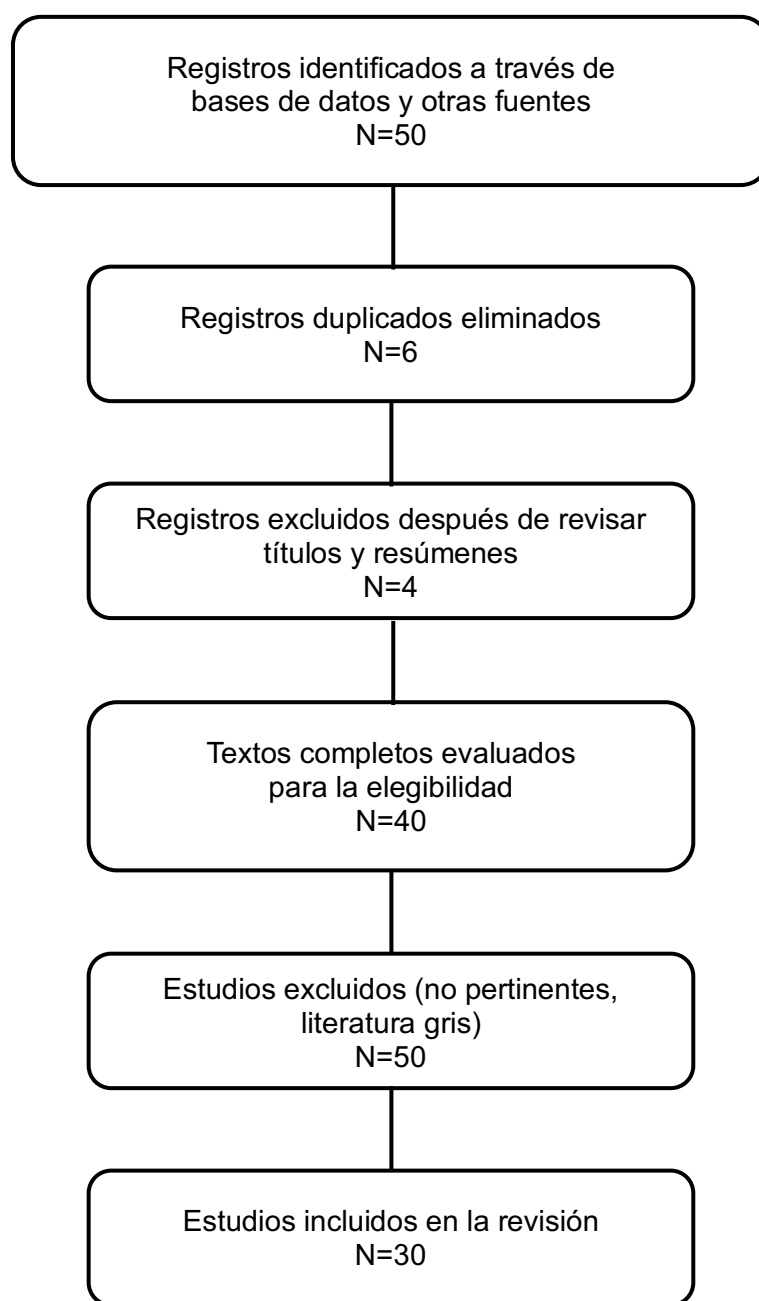 Registros identificados a través de
bases de datos y otras fuentes
N=50
Registros duplicados eliminados
N=6
Registros excluidos después de revisar
títulos y resúmenes
N=4
Textos completos evaluados
para la elegibilidad
N=40
Estudios excluidos (no pertinentes,
literatura gris)
N=50
Estudios incluidos en la revisión
N=30